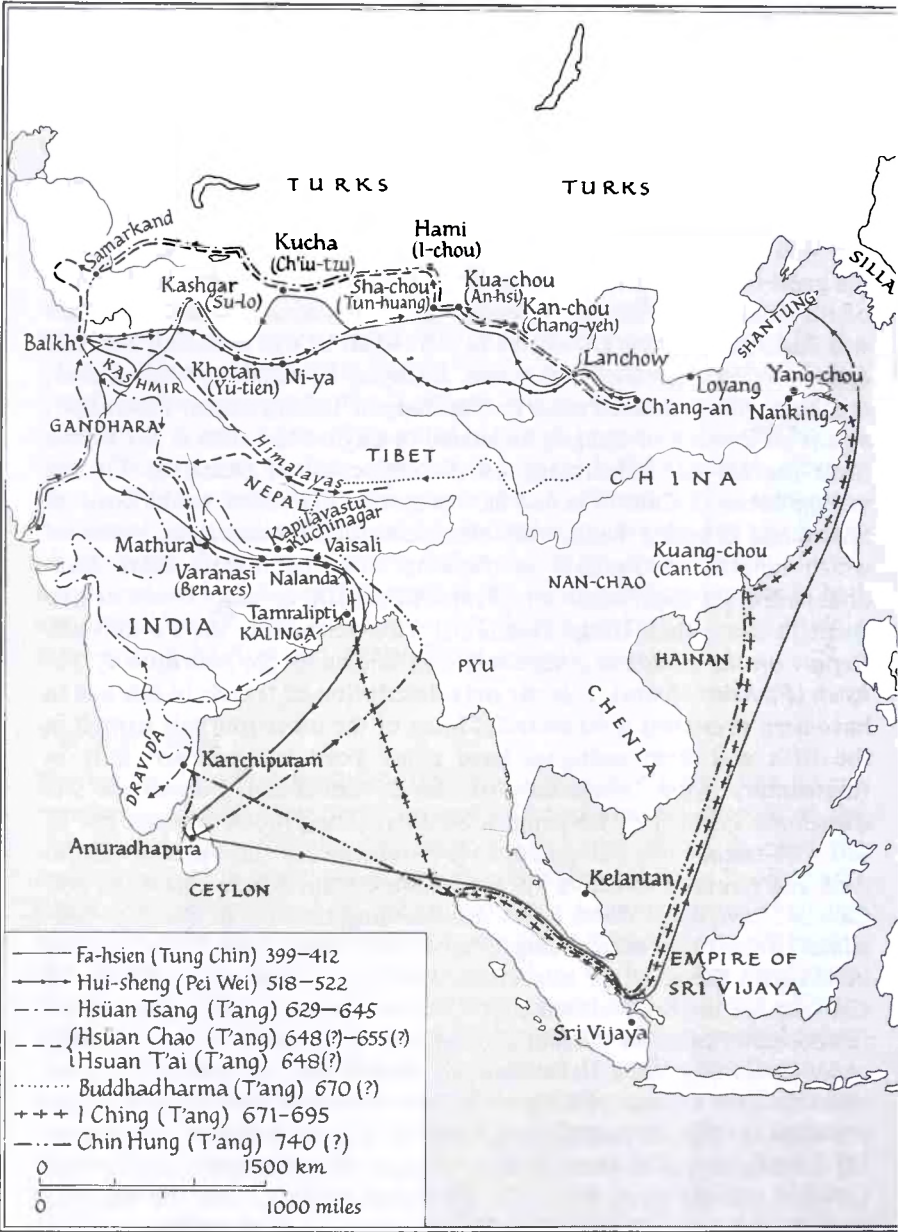 TURKS
TURKS
Samarkand
Kucha
(Ch'iu-tzu)
Hami
(I-chou)
SILLA
Kashgar
(Su-lo)
Sha-chou
(Tun-huang)
Kua-chou
(An-hsi)
Kan-chou
(Chang-yeh)
SHANTUNG
Balkh
KASHMIR
Khotan
(Yü-tien)
Ni-ya
Lanchow
Loyang
Yang-chou
Ch'ang-an
Nanking
GANDHARA
Himalayas
TIBET
NEPAL
CHINA
Kapilavastu
Kuchinagar
Mathura
Vaisali
Varanasi
(Benares)
Nalanda
Kuang-chou
(Canton)
NAN-CHAO
Tamralipti
INDIA
KALINGA
PYU
HAINAN
CHENLA
DRAVIDA
Kanchipuram
Anuradhapura
CEYLON
Kelantan
EMPIRE OF
SRI VIJAYA
Sri Vijaya
Fa-hsien (Tung Chin) 399–412
Hui-sheng (Pei Wei) 518–522
Hsüan Tsang (T'ang) 629–645
Hsüan Chao (T'ang) 648(?)–655(?)
Hsuan T'ai (T'ang) 648(?)
Buddhadharma (T'ang) 670 (?)
I Ching (T'ang) 671–695
Chin Hung (T'ang) 740 (?)
0 1500 km
0 1000 miles